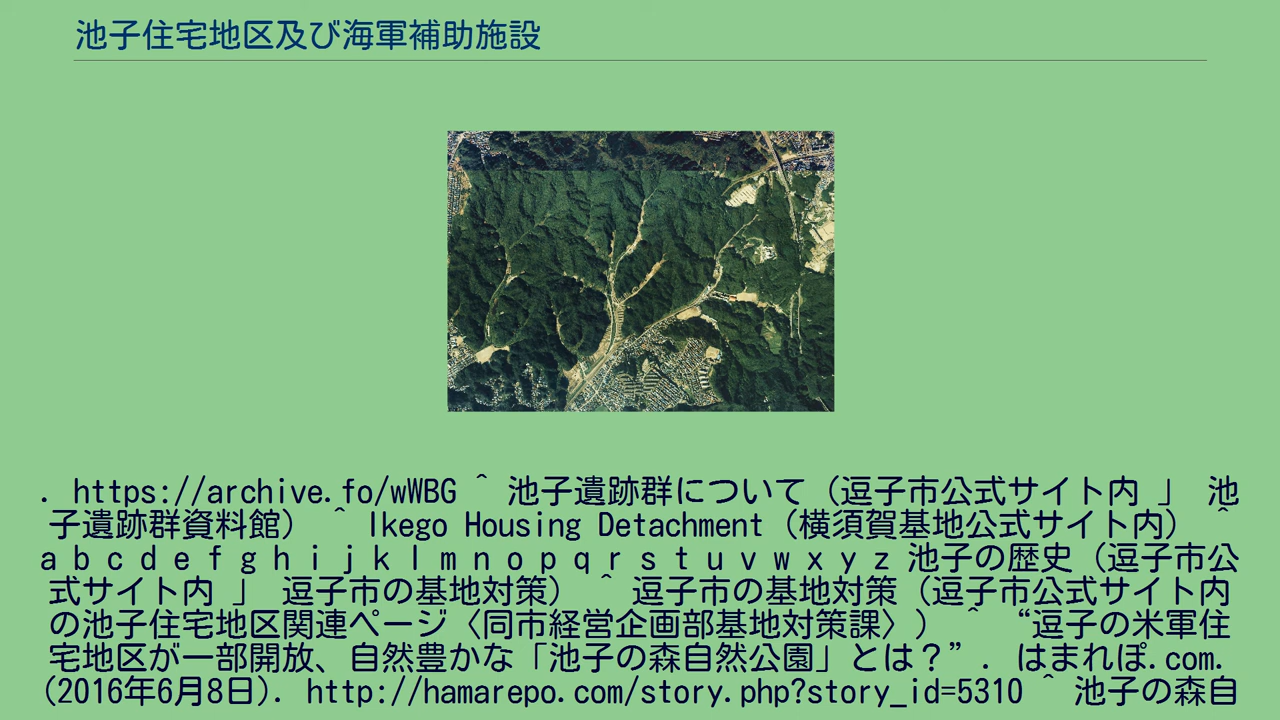 池子住宅地区及び海軍補助施設
. https://archive.fo/wWBG ^ 池子遺跡群について（逗子市公式サイト内 」 池
子遺跡群資料館） ^ Ikego Housing Detachment（横須賀基地公式サイト内） ^
a b c d e f g h i j k l m n o p q r s t u v w x y z 池子の歴史（逗子市公
式サイト内 」 逗子市の基地対策） ^ 逗子市の基地対策（逗子市公式サイト内
の池子住宅地区関連ページ〈同市経営企画部基地対策課〉） ^ “逗子の米軍住
宅地区が一部開放、自然豊かな「池子の森自然公園」とは？”. はまれぽ.com.
(2016年6月8日). http://hamarepo.com/story.php?story_id=5310 ^ 池子の森自